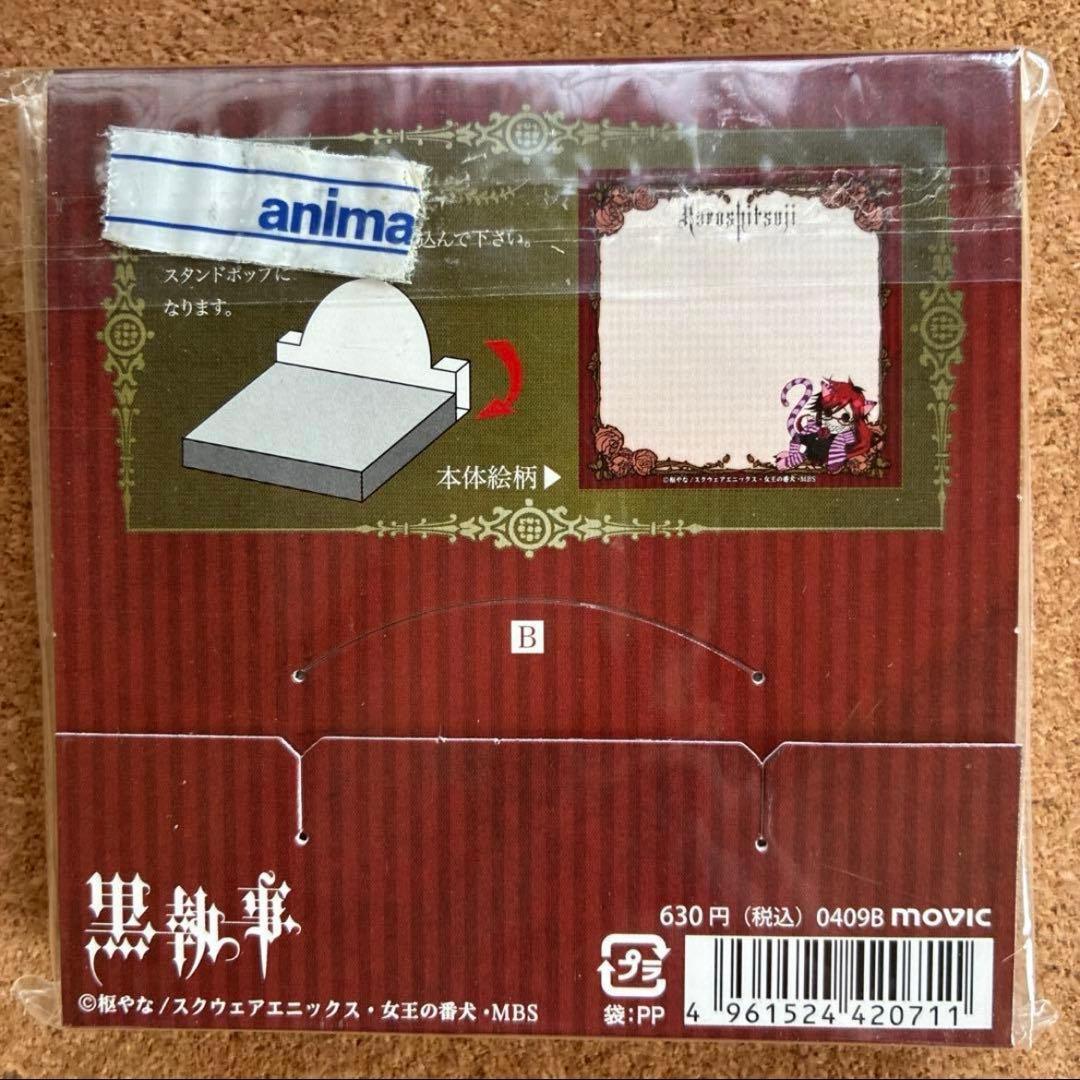 anima
込んで下さい。
スタンドポップに
なります。
本体絵柄▶
Kuroshitsuji
©枢やな/スクウェアエニックス・女王の番犬・MBS
B
黒執事
©枢やな/スクウェアエニックス・女王の番犬・MBS
630円（税込）0409B movic
プラ
袋:PP
4 961524 420711